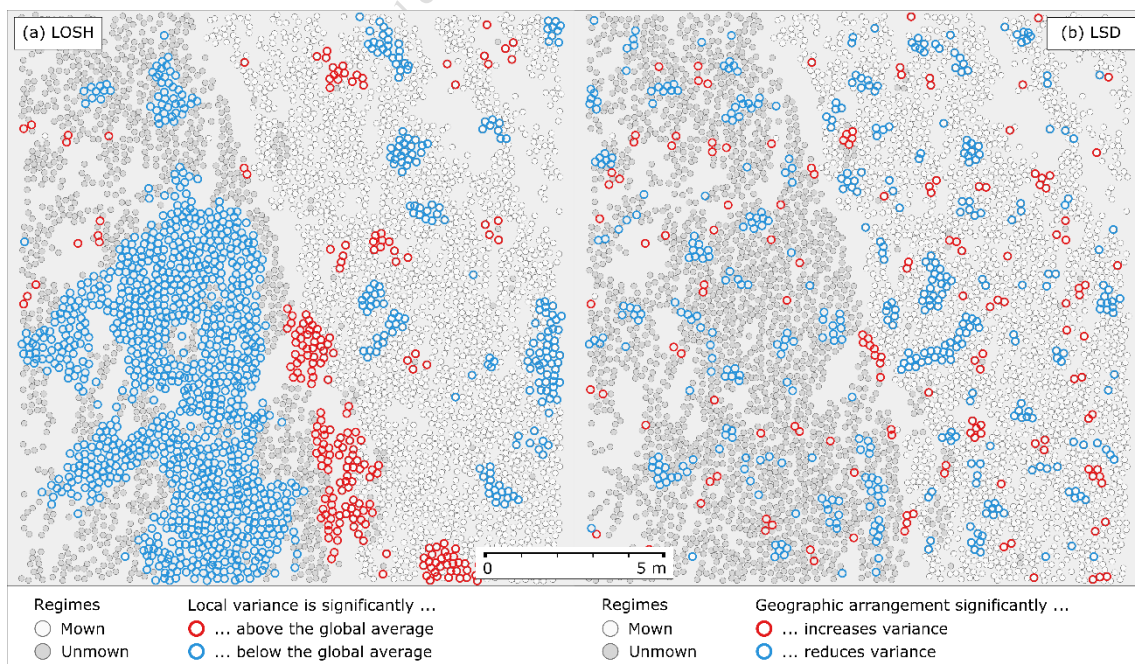 (a) LOSH
(b) LSD
0 5 m
Regimes
Mown
Unmown
Local variance is significantly ...
... above the global average
... below the global average
Regimes
Mown
Unmown
Geographic arrangement significantly ...
... increases variance
... reduces variance